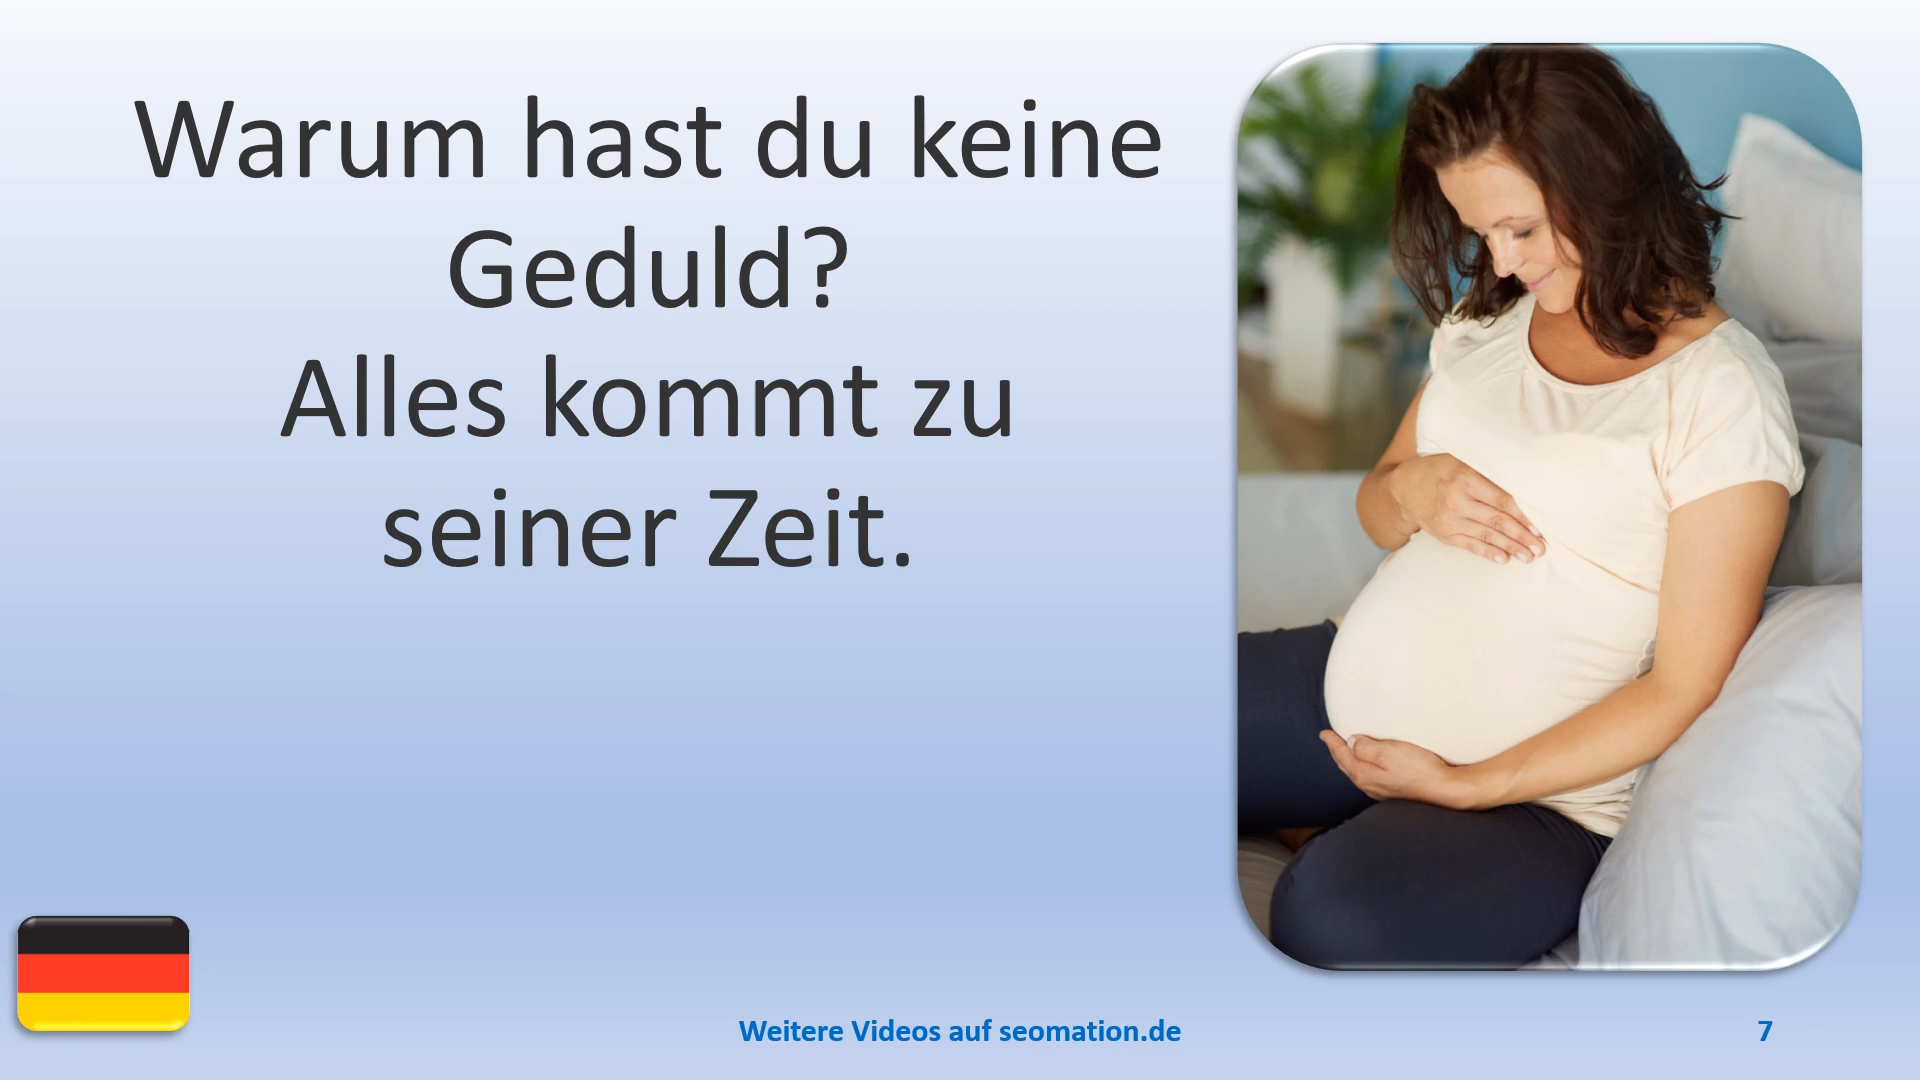 Warum hast du keine
Geduld?
Alles kommt zu
seiner Zeit.
Weitere Videos auf seomation.de
7